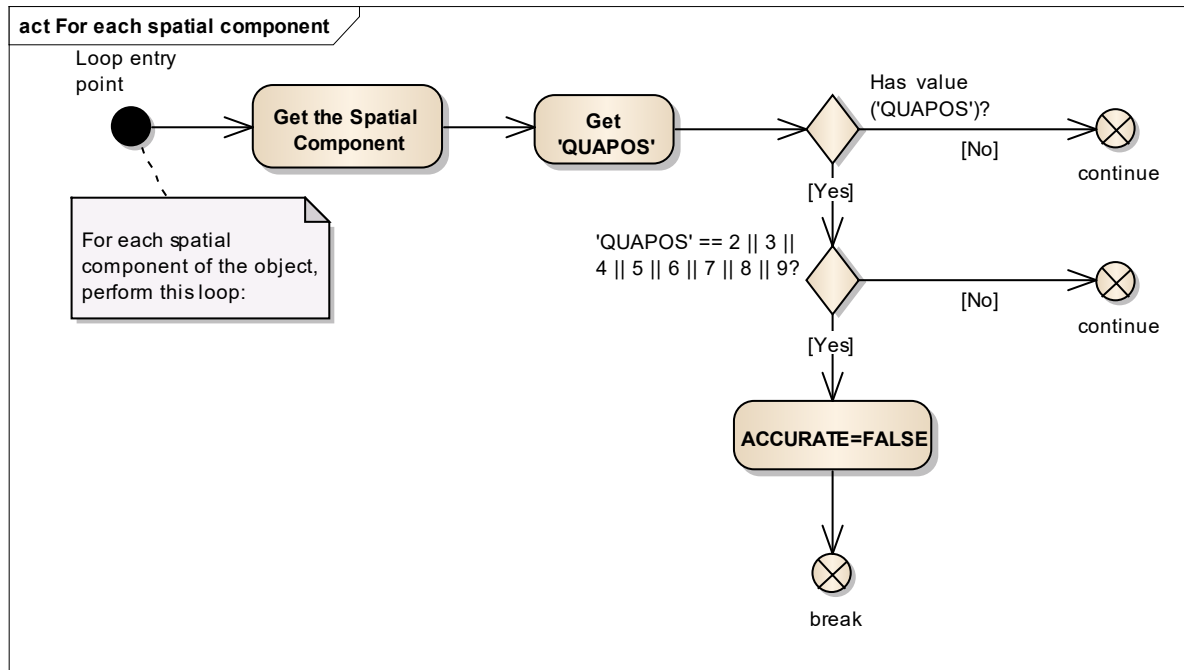 act For each spatial component
Loop entry
point
Get the Spatial
Component
Get
'QUAPOS'
Has value
('QUAPOS')?
[No]
continue
[Yes]
For each spatial
component of the object,
perform this loop:
'QUAPOS' == 2 || 3 ||
4 || 5 || 6 || 7 || 8 || 9?
[No]
continue
[Yes]
ACCURATE=FALSE
break